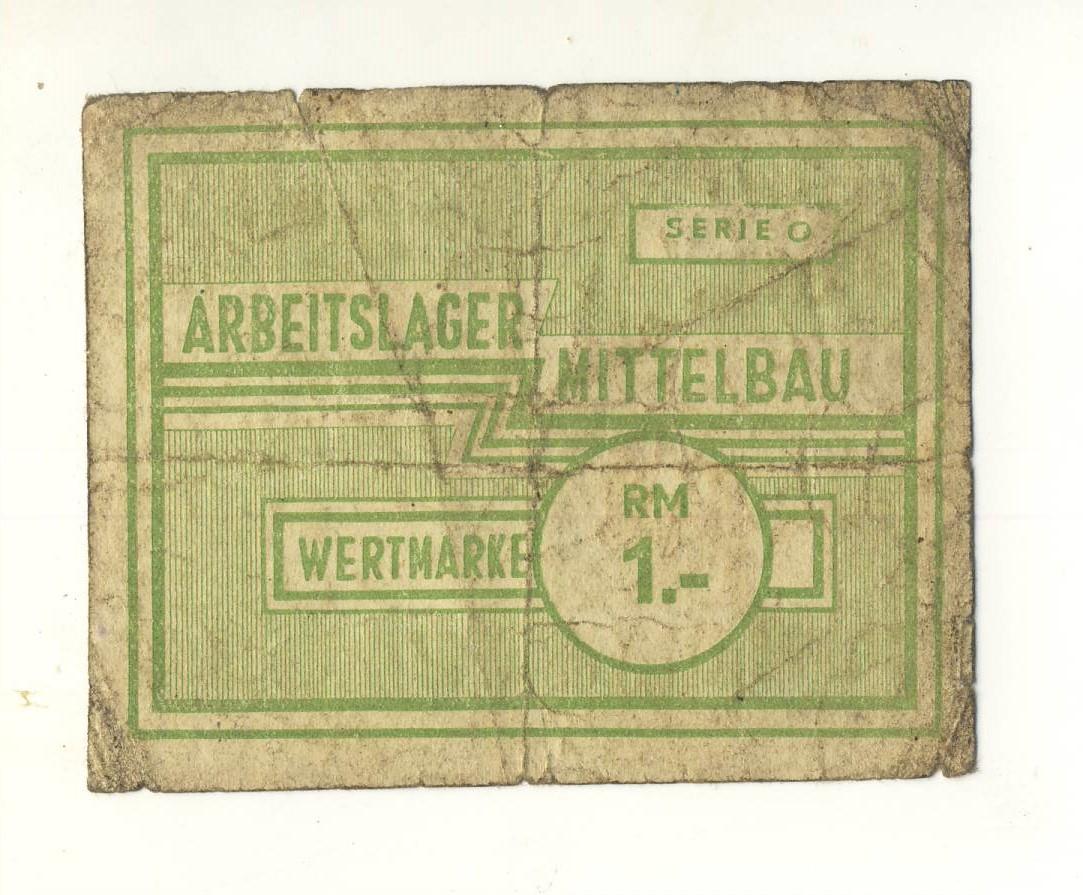 SERIE O
ARBEITSLAGER
MITTELBAU
RM
1.-
WERTMARKE